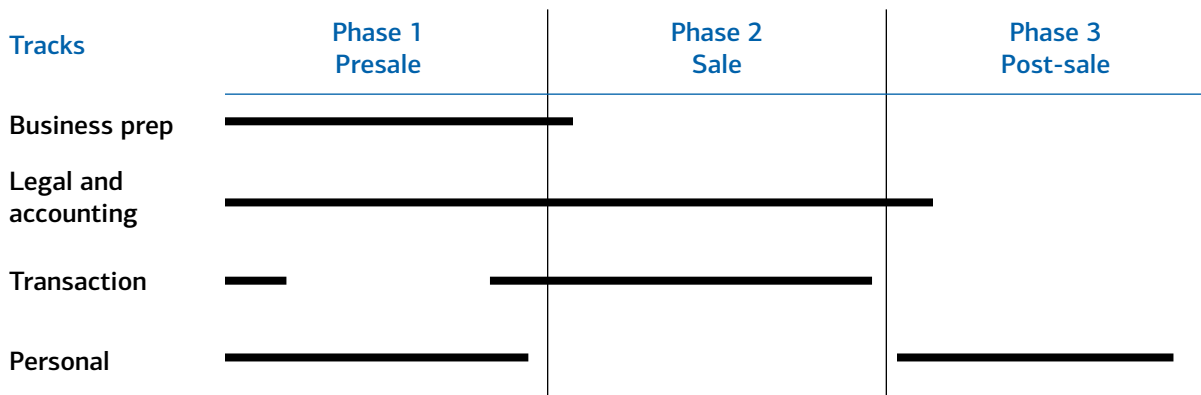 Tracks
Phase 1
Presale
Phase 2
Sale
Phase 3
Post-sale
Business prep
Legal and
accounting
Transaction
Personal